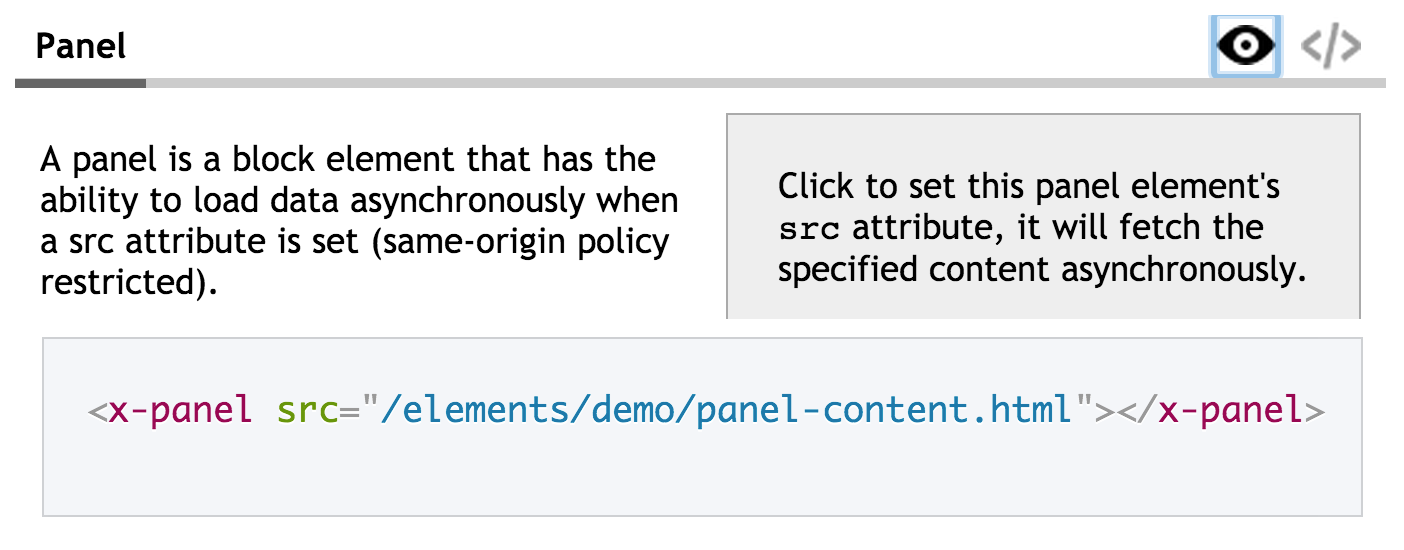 Panel
</>
A panel is a block element that has the
ability to load data asynchronously when
a src attribute is set (same-origin policy
restricted).
Click to set this panel element's
src attribute, it will fetch the
specified content asynchronously.
<x-panel src="/elements/demo/panel-content.html"></x-panel>